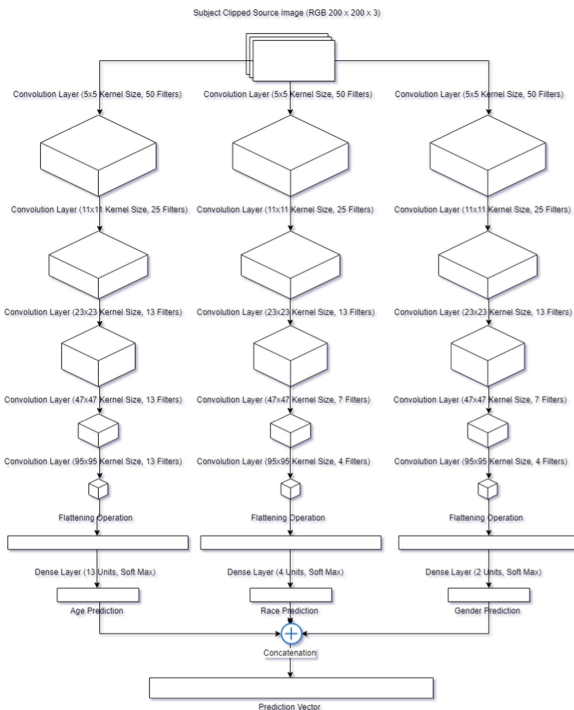 Subject Clipped Source Image (RGB 200 x 200 x 3)
Convolution Layer (5x5 Kernel Size, 50 Filters)
Convolution Layer (5x5 Kernel Size, 50 Filters)
Convolution Layer (5x5 Kernel Size, 50 Filters)
Convolution Layer (11x11 Kernel Size, 25 Filters)
Convolution Layer (11x11 Kernel Size, 25 Filters)
Convolution Layer (11x11 Kernel Size, 25 Filters)
Convolution Layer (23x23 Kernel Size, 13 Filters)
Convolution Layer (23x23 Kernel Size, 13 Filters)
Convolution Layer (23x23 Kernel Size, 13 Filters)
Convolution Layer (47x47 Kernel Size, 13 Filters)
Convolution Layer (47x47 Kernel Size, 7 Filters)
Convolution Layer (47x47 Kernel Size, 7 Filters)
Convolution Layer (95x95 Kernel Size, 13 Filters)
Convolution Layer (95x95 Kernel Size, 4 Filters)
Convolution Layer (95x95 Kernel Size, 4 Filters)
Flattening Operation
Flattening Operation
Flattening Operation
Dense Layer (13 Units, Soft Max)
Dense Layer (4 Units, Soft Max)
Dense Layer (2 Units, Soft Max)
Age Prediction
Race Prediction
Gender Prediction
Concatenation
Prediction Vector